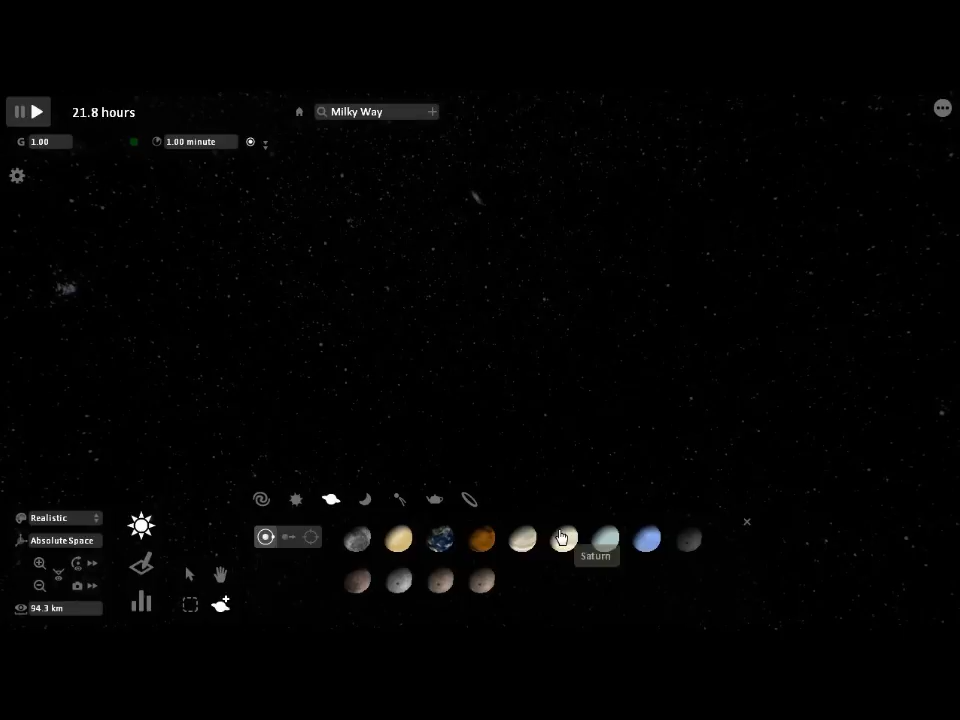 21.8 hours
Milky Way
G 1.00
1.00 minute
Realistic
Saturn
Absolute Space
94.3 km